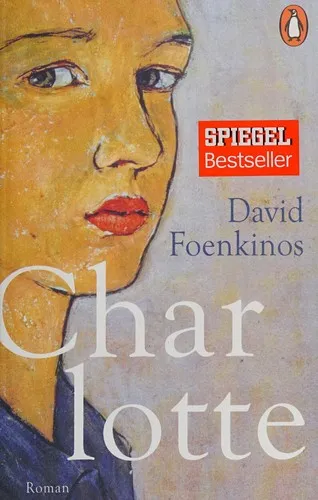 SPIEGEL
Bestseller
David
Foenkinos
Char
lotte
Roman